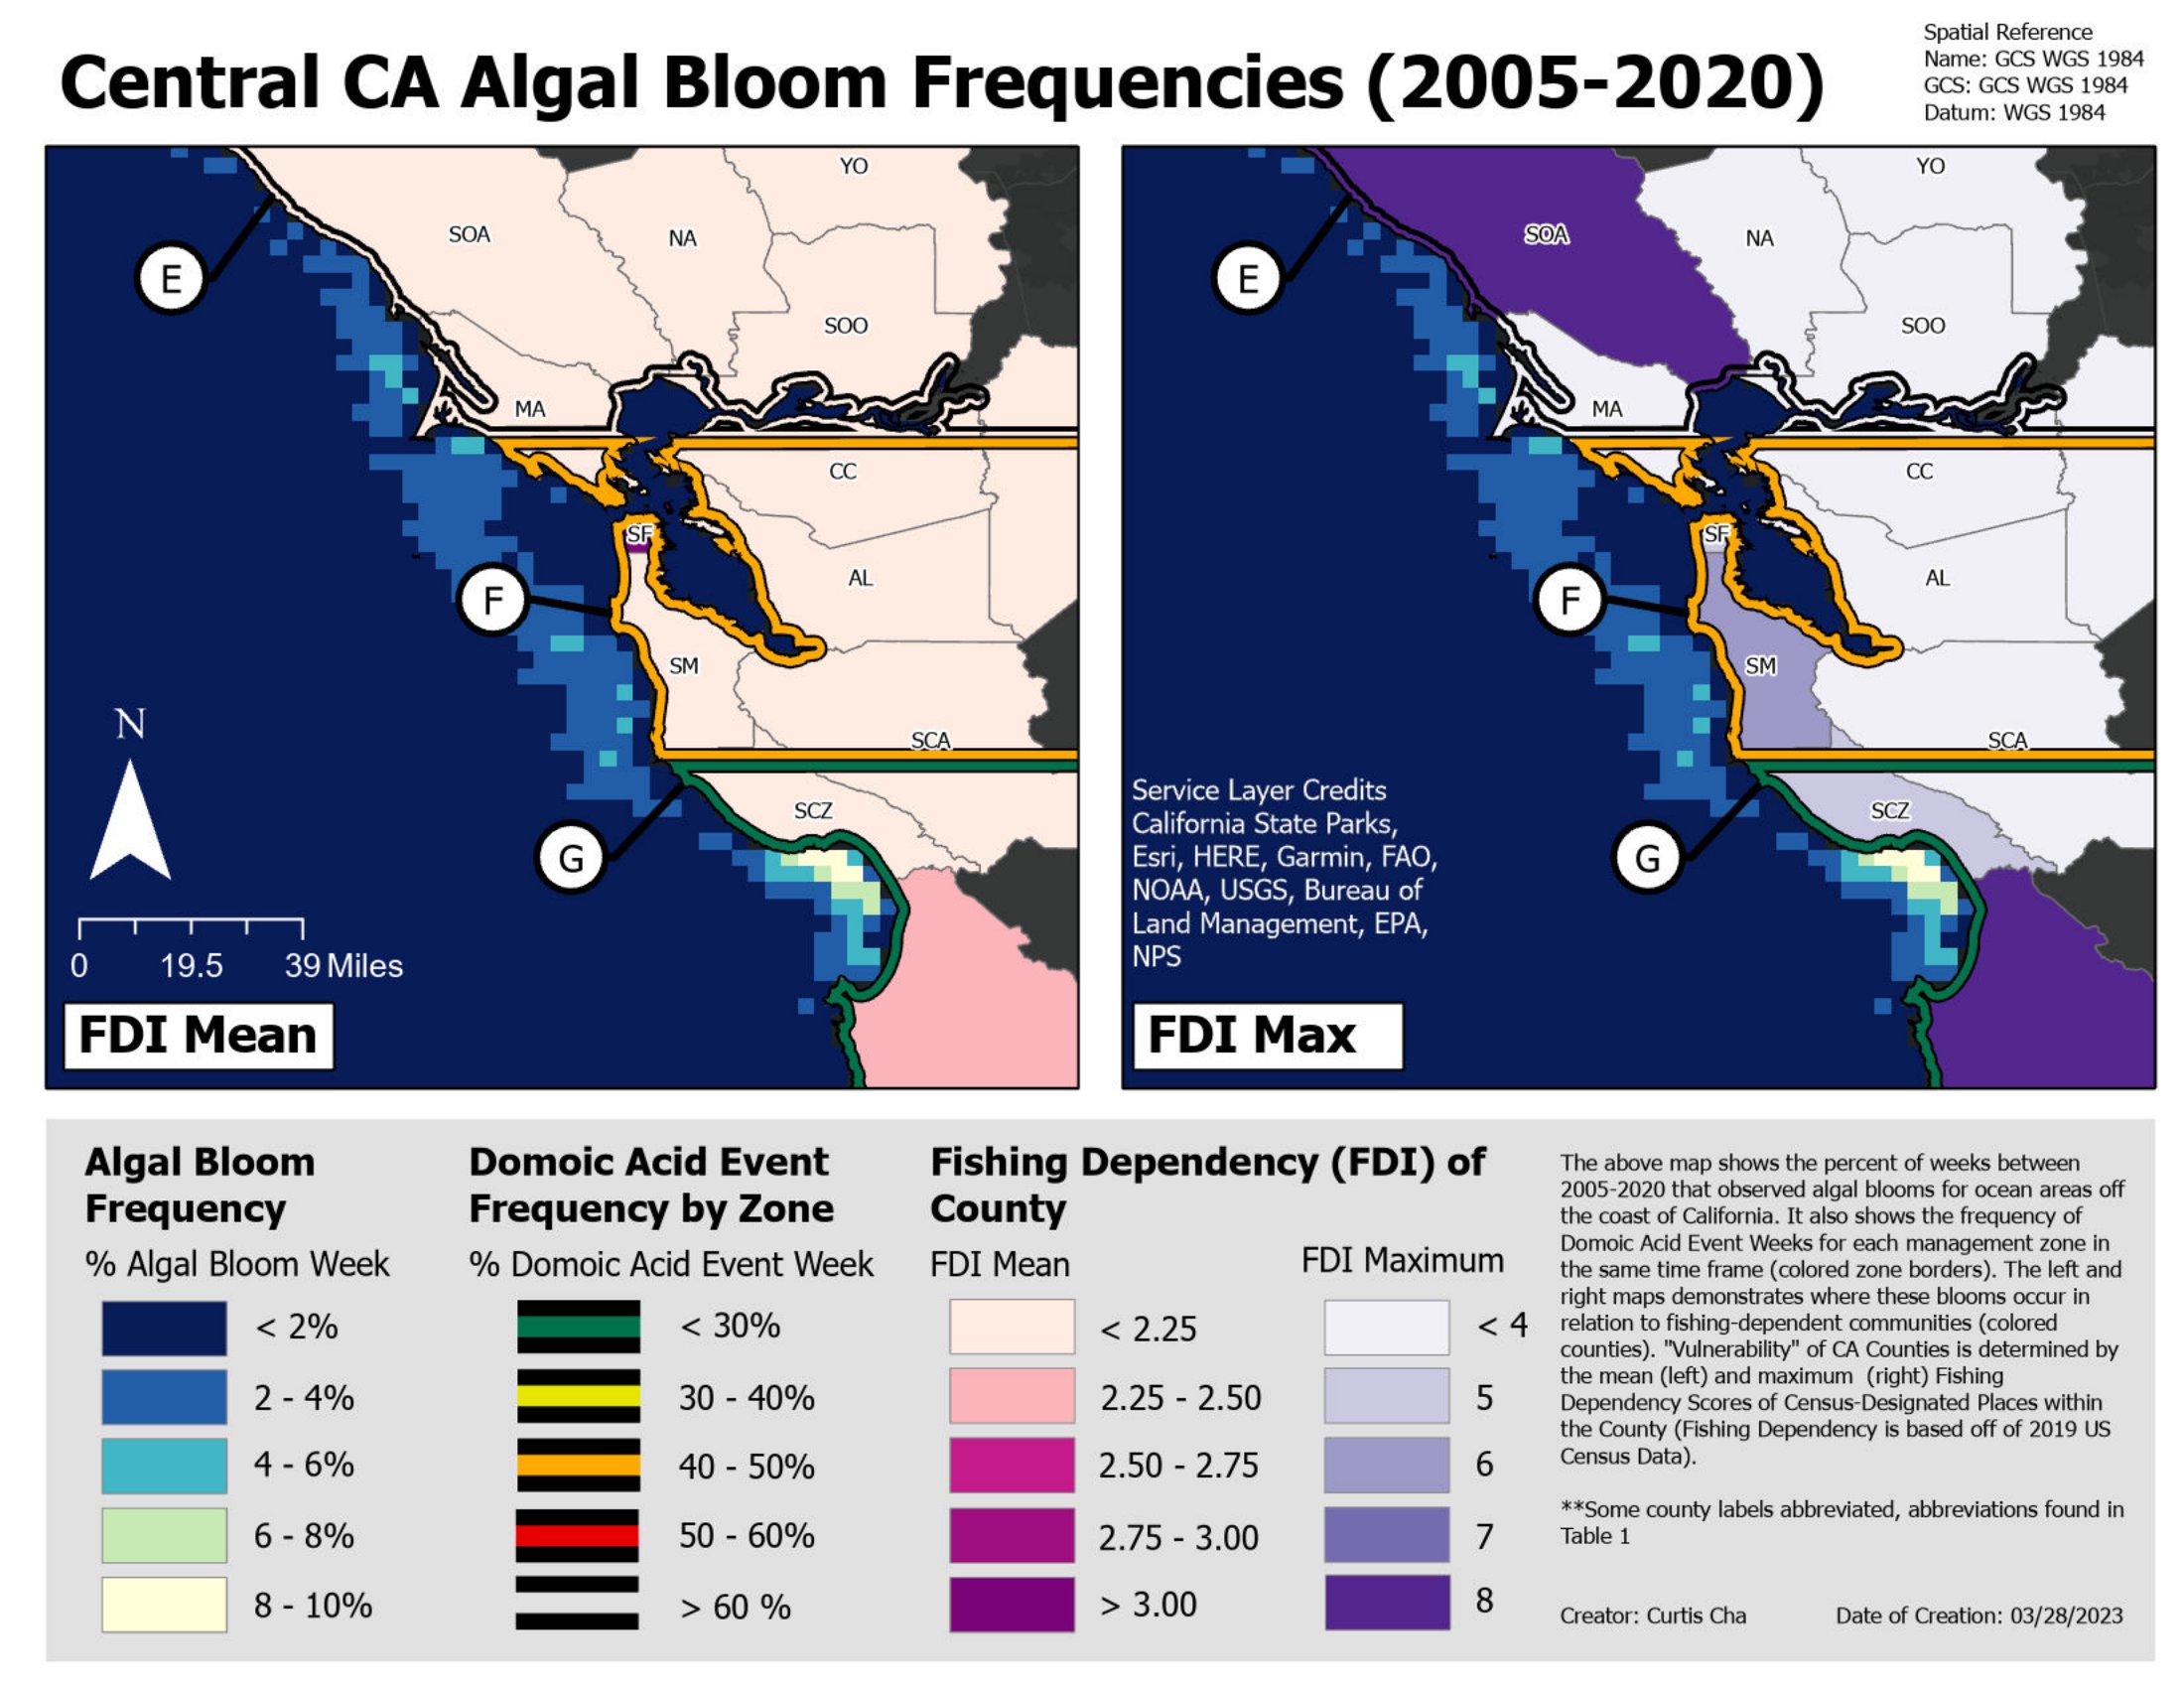 Central CA Algal Bloom Frequencies (2005-2020)
Spatial Reference
Name: GCS WGS 1984
GCS: GCS WGS 1984
Datum: WGS 1984
YO
SOA
NA
E
SOO
MA
CC
SF
AL
F
SM
N
SCA
SCZ
G
0 19.5 39 Miles
FDI Mean
YO
SOA
NA
E
SOO
MA
CC
SF
AL
F
SM
SCA
Service Layer Credits
California State Parks,
Esri, HERE, Garmin, FAO,
NOAA, USGS, Bureau of
Land Management, EPA,
NPS
SCZ
G
FDI Max
Algal Bloom
Frequency
% Algal Bloom Week
< 2%
2 - 4%
4 - 6%
6 - 8%
8 - 10%
Domoic Acid Event
Frequency by Zone
% Domoic Acid Event Week
< 30%
30 - 40%
40 - 50%
50 - 60%
> 60 %
Fishing Dependency (FDI) of
County
FDI Mean
< 2.25
2.25 - 2.50
2.50 - 2.75
2.75 - 3.00
> 3.00
FDI Maximum
< 4
5
6
7
8
The above map shows the percent of weeks between
2005-2020 that observed algal blooms for ocean areas off
the coast of California. It also shows the frequency of
Domoic Acid Event Weeks for each management zone in
the same time frame (colored zone borders). The left and
right maps demonstrates where these blooms occur in
relation to fishing-dependent communities (colored
counties). "Vulnerability" of CA Counties is determined by
the mean (left) and maximum (right) Fishing
Dependency Scores of Census-Designated Places within
the County (Fishing Dependency is based off of 2019 US
Census Data).
**Some county labels abbreviated, abbreviations found in
Table 1
Creator: Curtis Cha Date of Creation: 03/28/2023